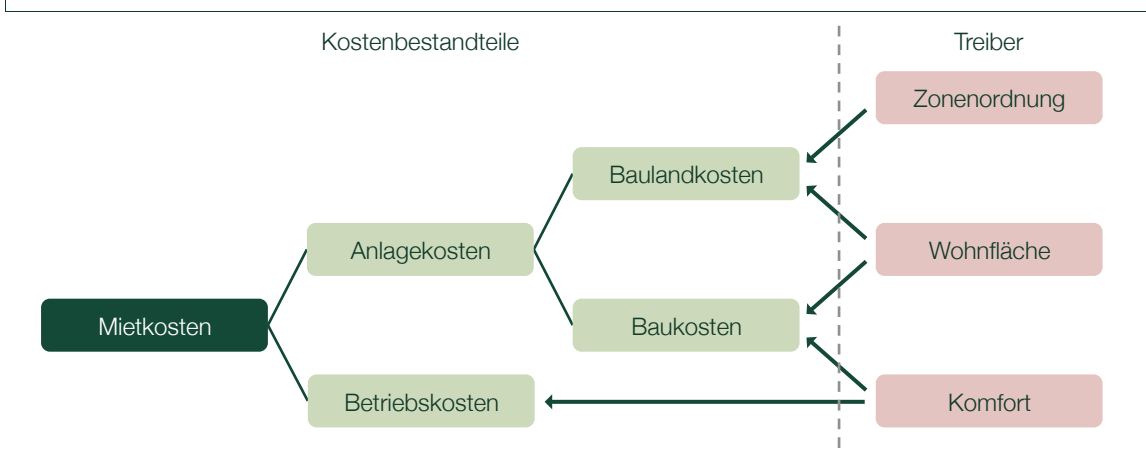 Kostenbestandteile
Treiber
Zonenordnung
Baulandkosten
Anlagekosten
Wohnfläche
Mietkosten
Baukosten
Betriebskosten
Komfort